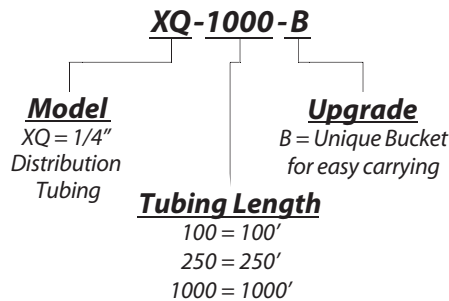 XQ-1000-B
Model
XQ = 1/4"
Distribution
Tubing
Upgrade
B = Unique Bucket
for easy carrying
Tubing Length
100 = 100'
250 = 250'
1000 = 1000'